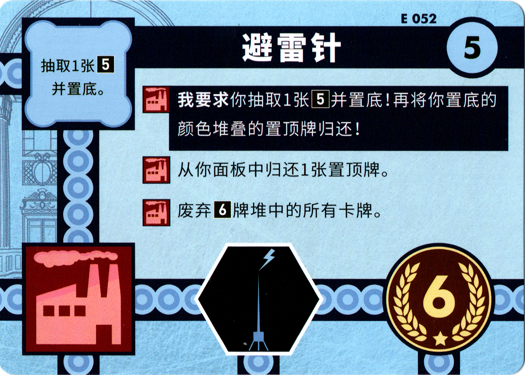 E 052
避雷针
5
抽取1张5
并置底。
我要求你抽取1张5并置底！再将你置底的
颜色堆叠的置顶牌归还！
从你面板中归还1张置顶牌。
废弃6牌堆中的所有卡牌。
6